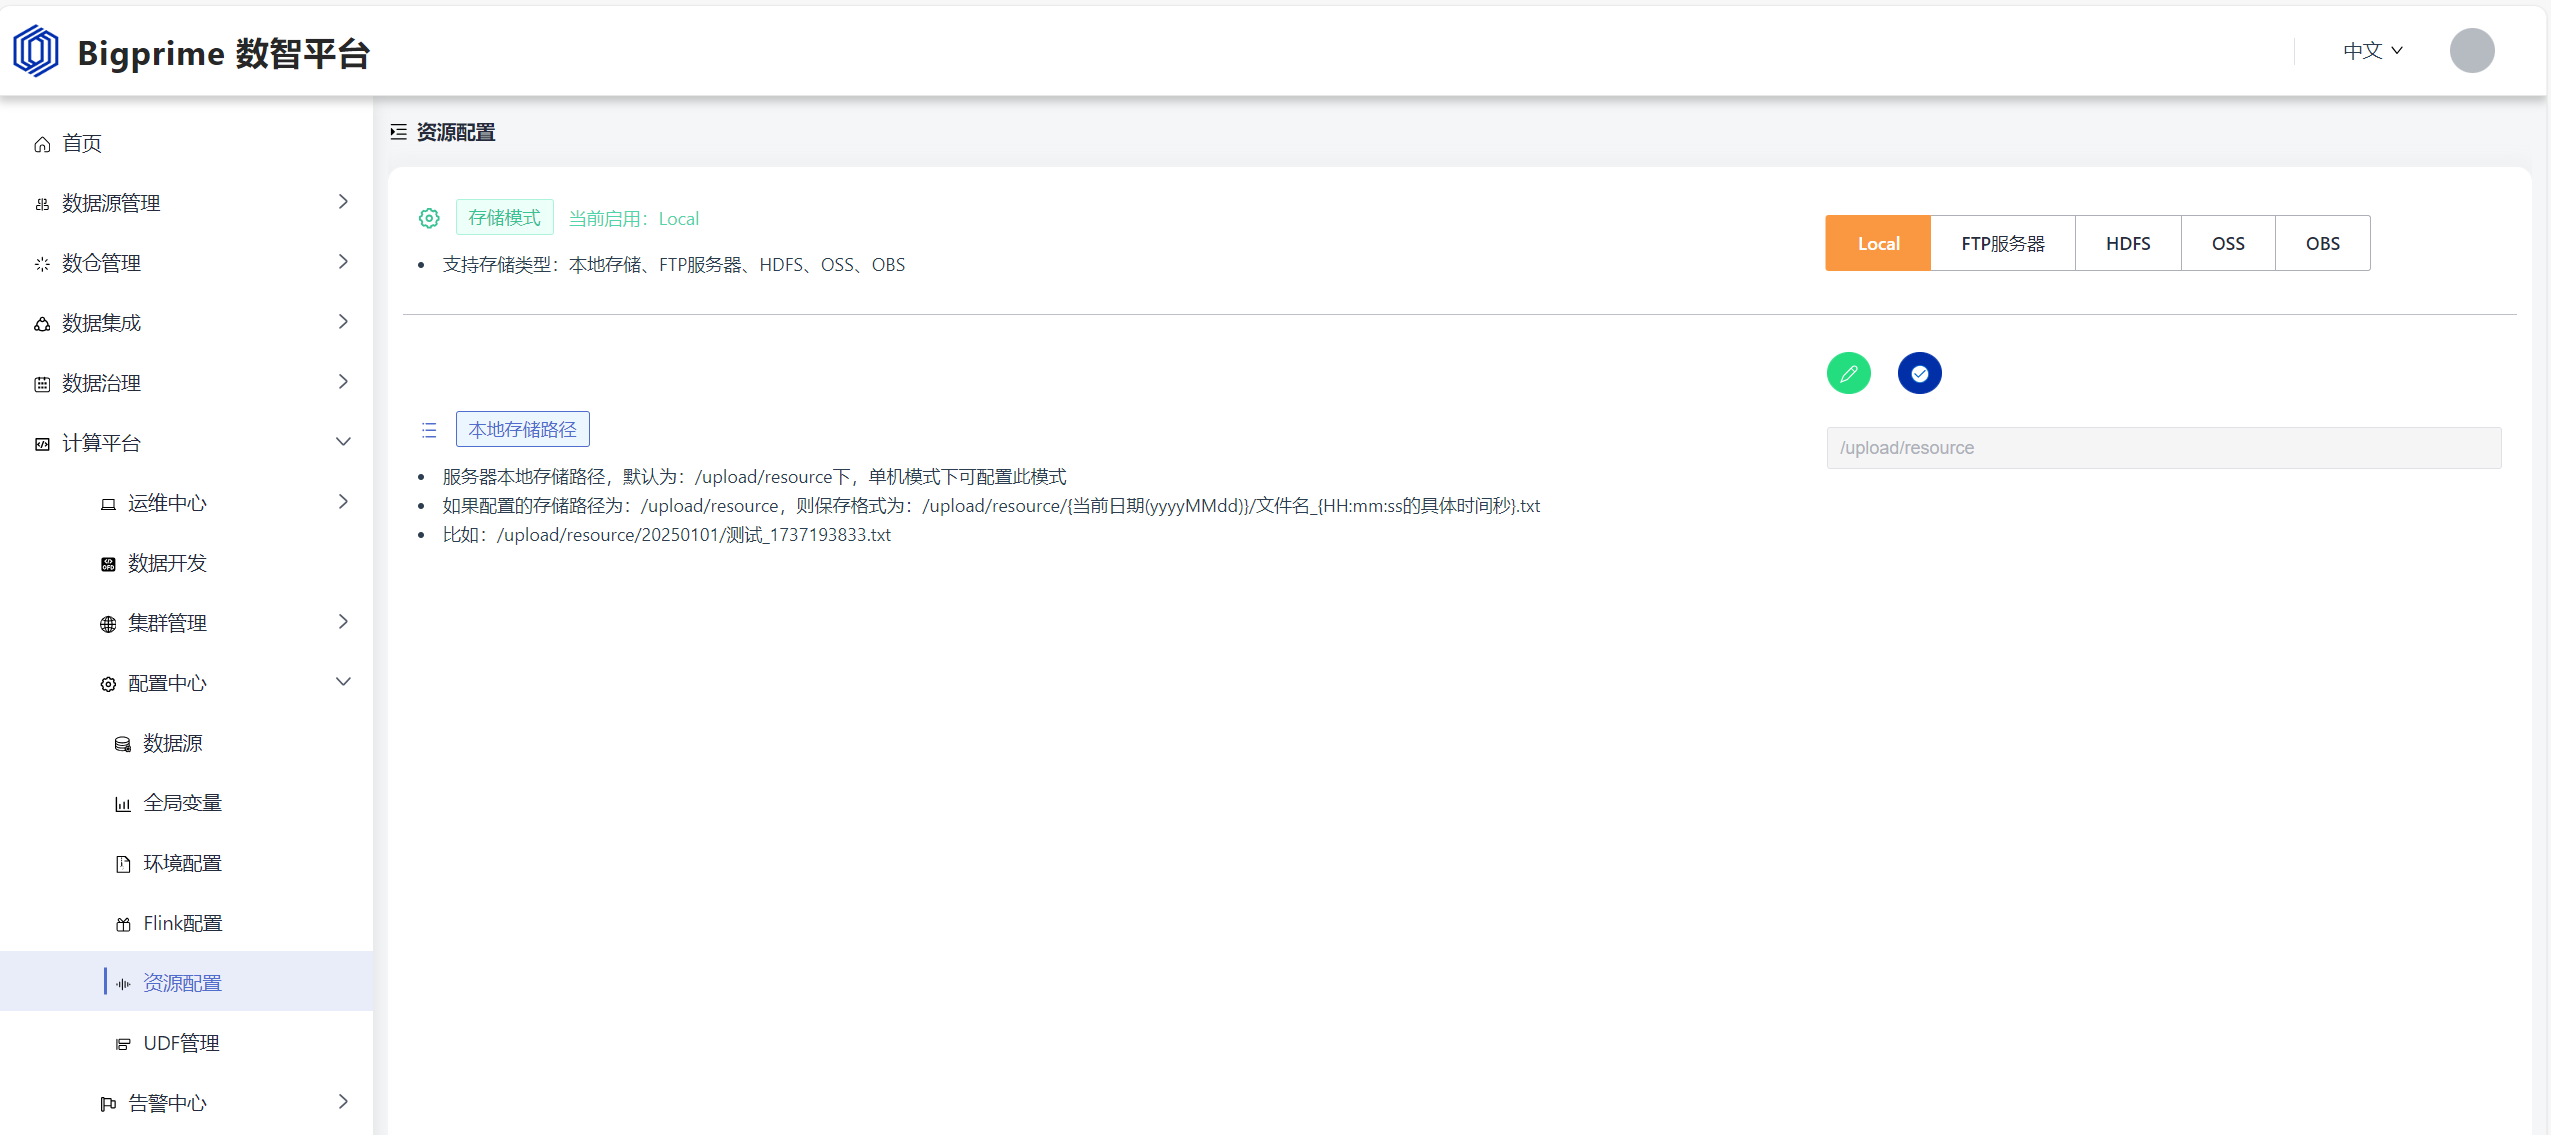 Bigprime 数智平台
中文
首页
数据源管理
数仓管理
数据集成
数据治理
计算平台
运维中心
数据开发
集群管理
配置中心
数据源
全局变量
环境配置
Flink配置
资源配置
UDF管理
告警中心
资源配置
存储模式 当前启用：Local
支持存储类型：本地存储、FTP服务器、HDFS、OSS、OBS
Local FTP服务器 HDFS OSS OBS
本地存储路径
/upload/resource
服务器本地存储路径，默认为：/upload/resource下，单机模式下可配置此模式
如果配置的存储路径为：/upload/resource，则保存格式为：/upload/resource/{当前日期(yyyyMMdd)}/文件名_{HH:mm:ss的具体时间秒}.txt
比如：/upload/resource/20250101/测试_1737193833.txt